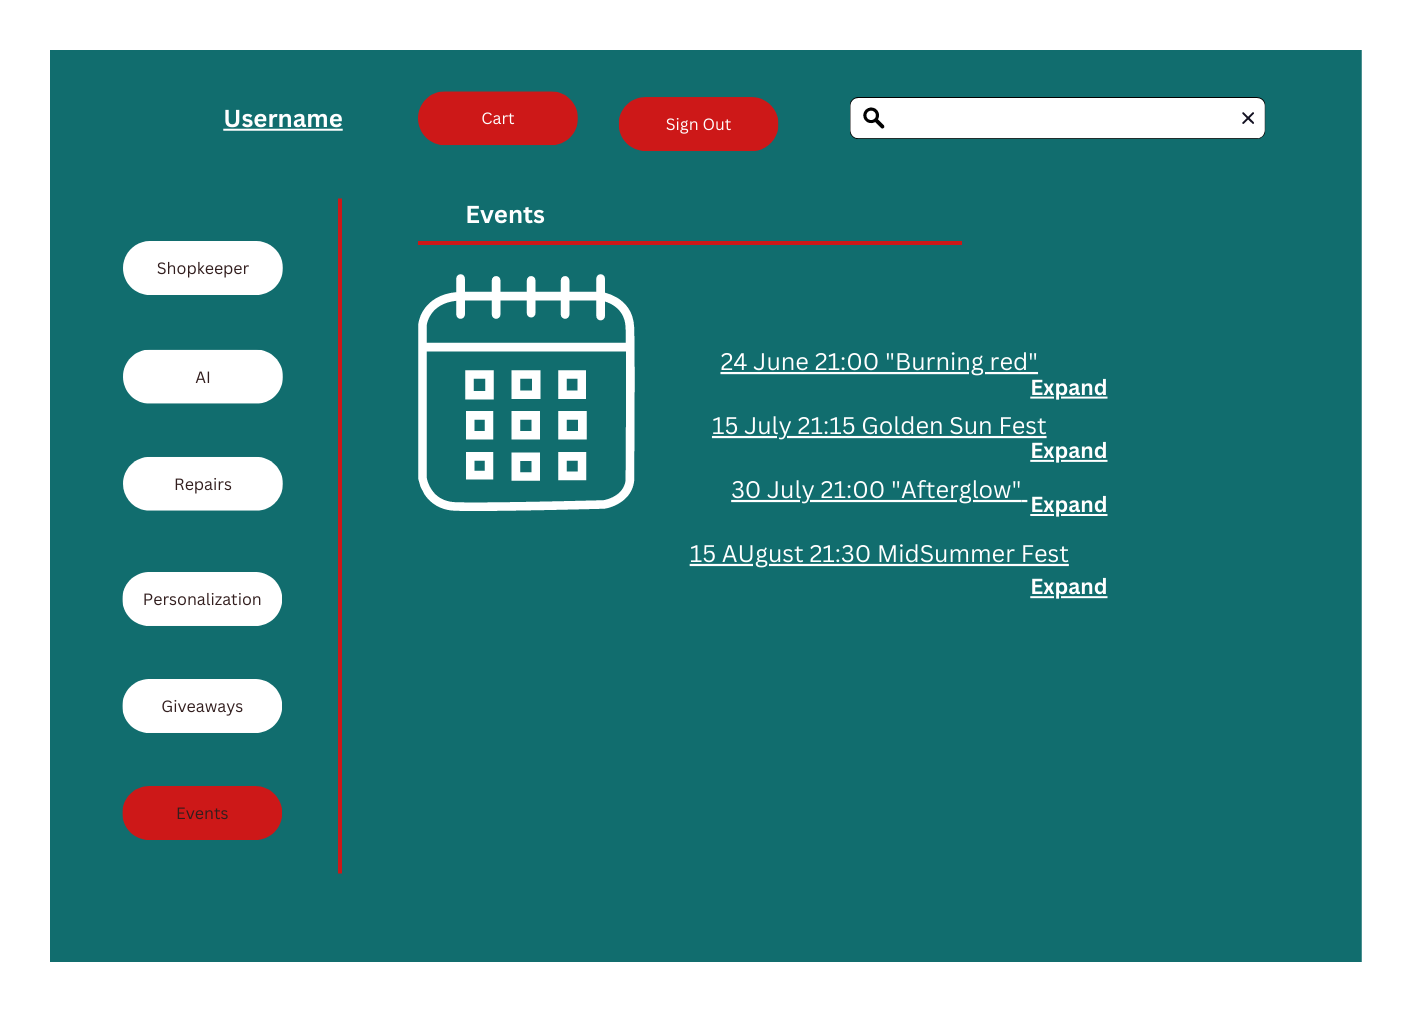 Username
Cart
Sign Out
Events
Shopkeeper
AI
Repairs
Personalization
Giveaways
Events
24 June 21:00 "Burning red"
Expand
15 July 21:15 Golden Sun Fest
Expand
30 July 21:00 "Afterglow"
Expand
15 AUgust 21:30 MidSummer Fest
Expand